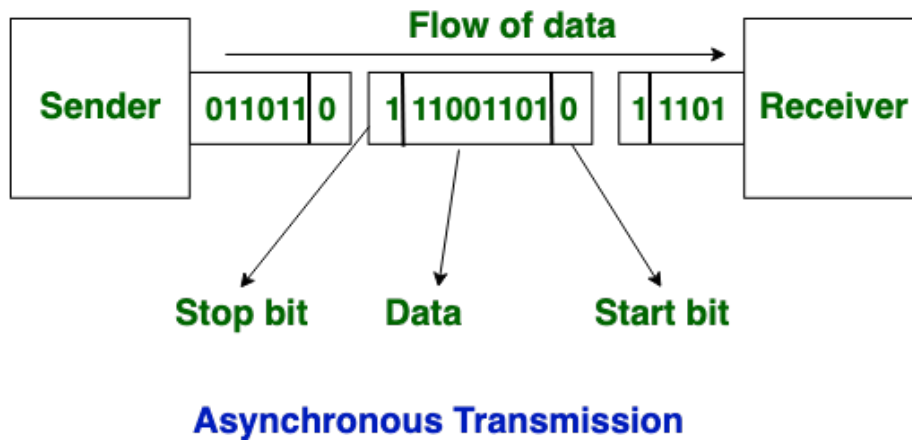 Flow of data
Sender 011011 0 1 11001101 0 1 1101 Receiver
Stop bit Data Start bit
Asynchronous Transmission